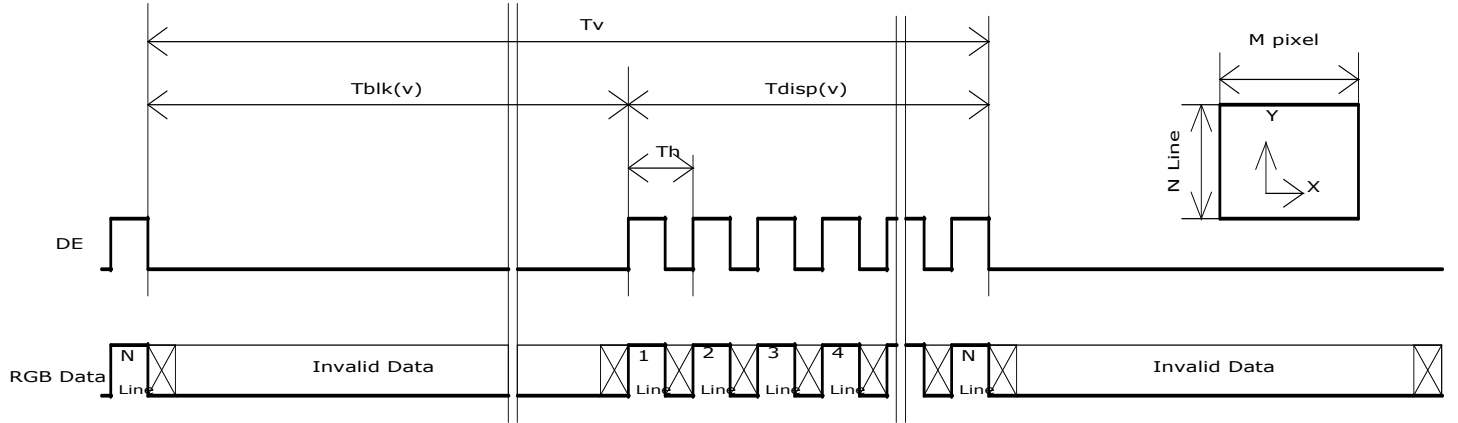 Tv
M pixel
Tblk(v)
Tdisp(v)
Y
N Line
Th
X
DE
N
1
2
3
4
N
Invalid Data
Invalid Data
RGB Data
Line
Line
Line
Line
Line
Line